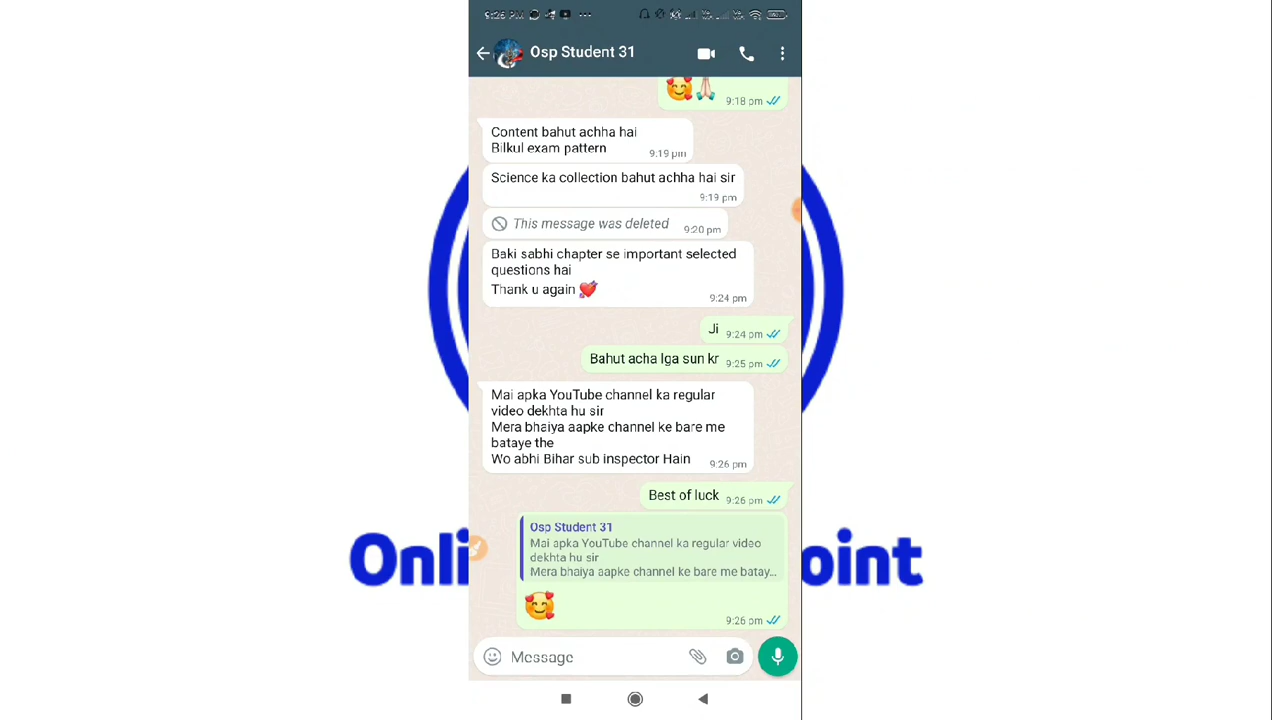 9:26 PM
Osp Student 31
9:18 pm
Content bahut achha hai
Bilkul exam pattern
9:19 pm
Science ka collection bahut achha hai sir
9:19 pm
This message was deleted
9:20 pm
Baki sabhi chapter se important selected
questions hai
Thank u again 💘
9:24 pm
Ji
9:24 pm
Bahut acha lga sun kr
9:25 pm
Mai apka YouTube channel ka regular
video dekhta hu sir
Mera bhaiya aapke channel ke bare me
bataye the
Wo abhi Bihar sub inspector Hain
9:26 pm
Best of luck
9:26 pm
Osp Student 31
Mai apka YouTube channel ka regular video
dekhta hu sir
Mera bhaiya aapke channel ke bare me batay...
9:26 pm
Onli
oint
Message